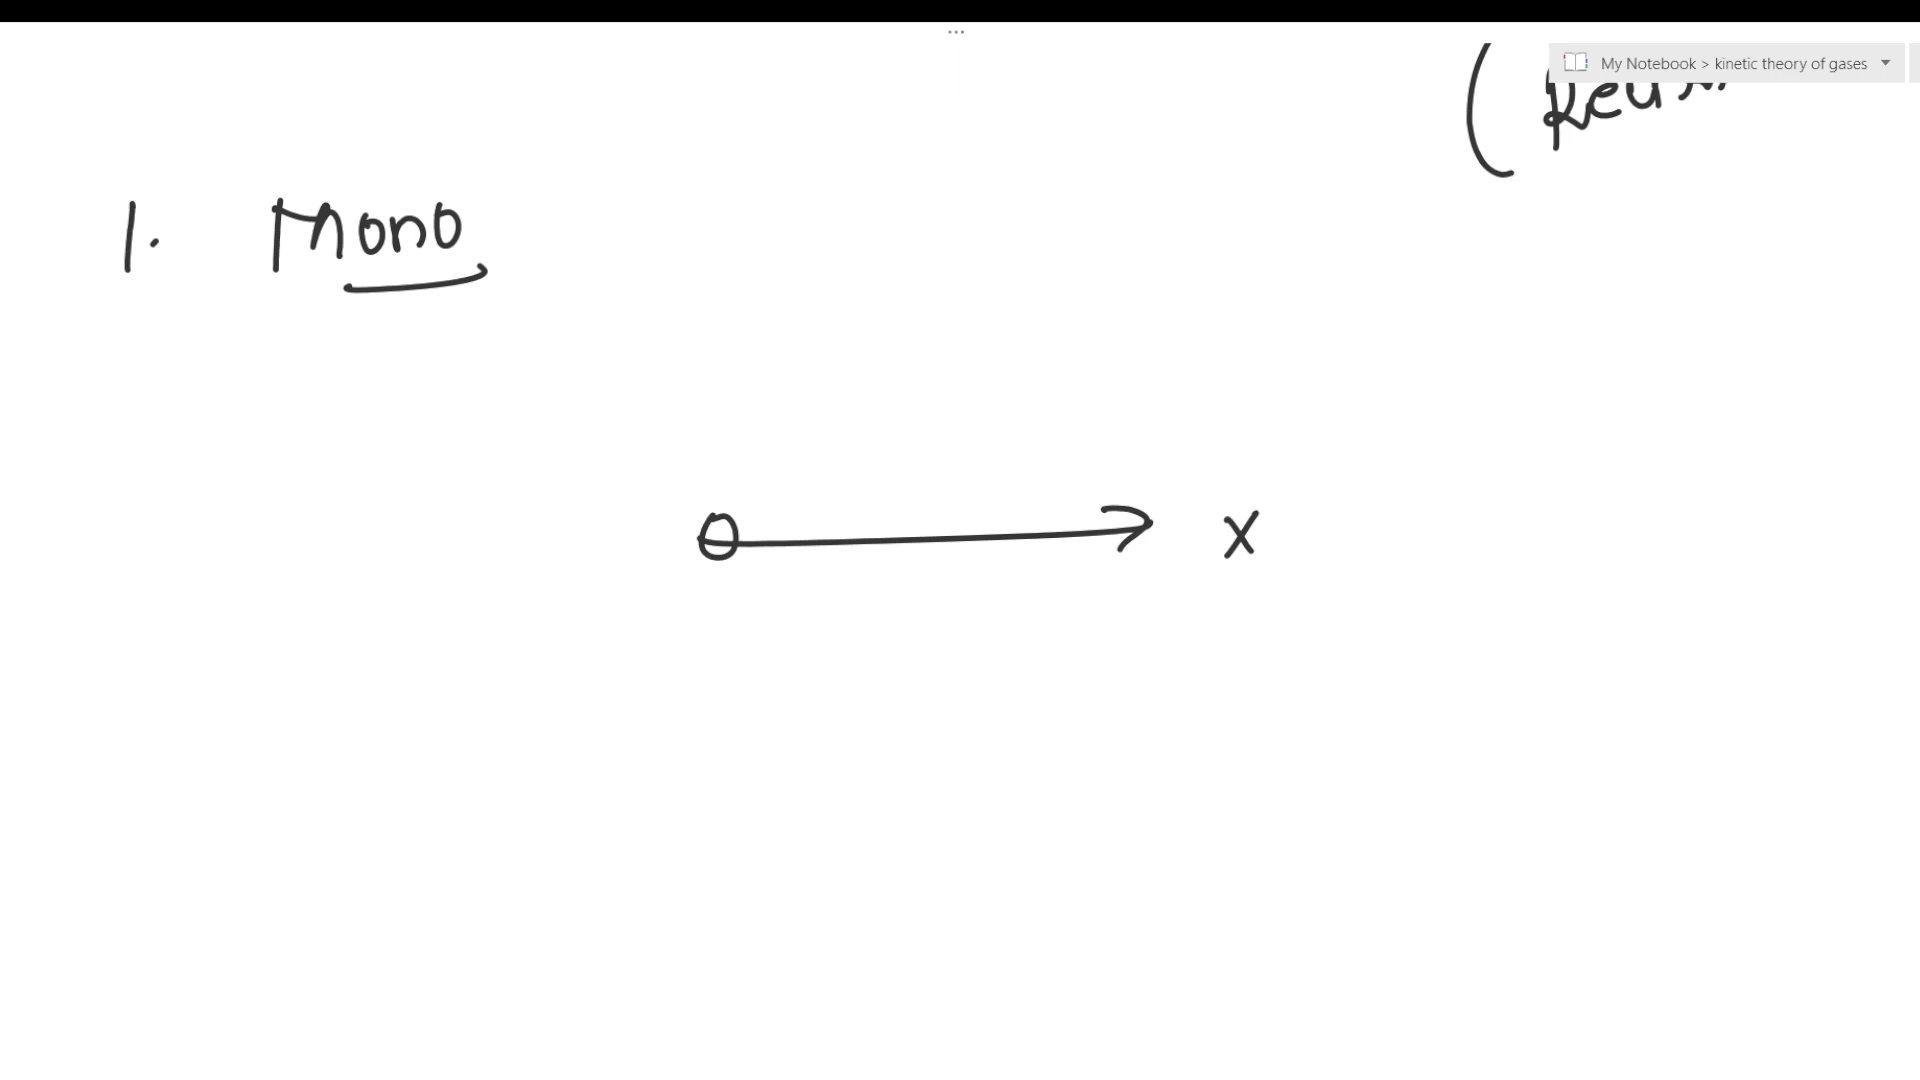 My Notebook > kinetic theory of gases
(
1. Mono
x